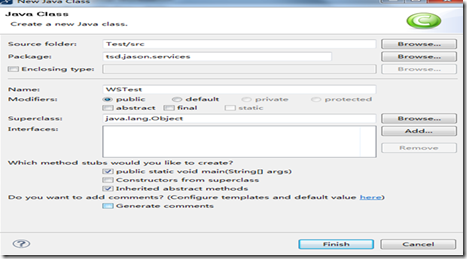 New Java Class
Java Class
Create a new Java class.
Source folder: Test/src Browse...
Package: tsd.jason.services Browse...
Enclosing type: Browse...
Name: WSTest
Modifiers: public default private protected
abstract final static
Superclass: java.lang.Object Browse...
Interfaces: Add...
Remove
Which method stubs would you like to create?
public static void main(String[] args)
Constructors from superclass
Inherited abstract methods
Do you want to add comments? (Configure templates and default value here)
Generate comments
? Finish Cancel